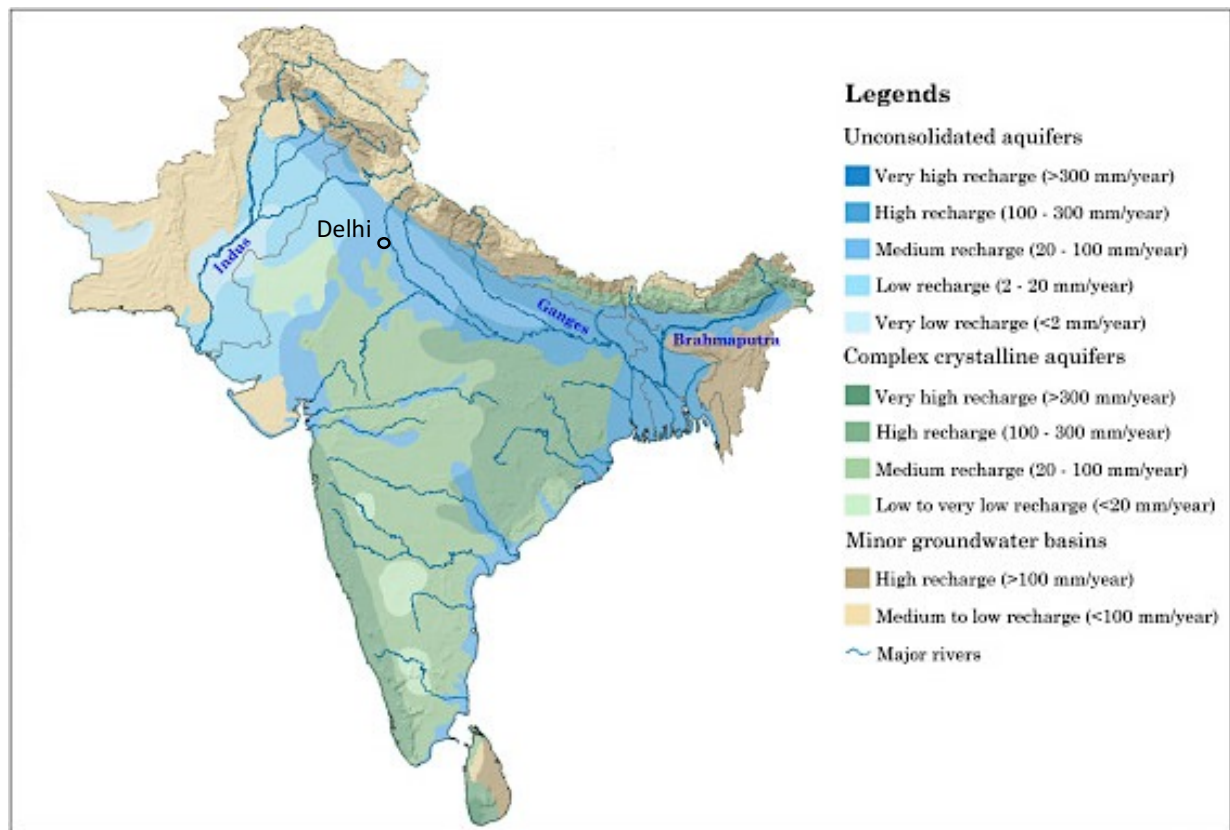 Legends
Unconsolidated aquifers
Very high recharge (>300 mm/year)
High recharge (100 - 300 mm/year)
Medium recharge (20 - 100 mm/year)
Low recharge (2 - 20 mm/year)
Very low recharge (<2 mm/year)
Complex crystalline aquifers
Very high recharge (>300 mm/year)
High recharge (100 - 300 mm/year)
Medium recharge (20 - 100 mm/year)
Low to very low recharge (<20 mm/year)
Minor groundwater basins
High recharge (>100 mm/year)
Medium to low recharge (<100 mm/year)
Major rivers
Delhi
Indus
Ganges
Brahmaputra